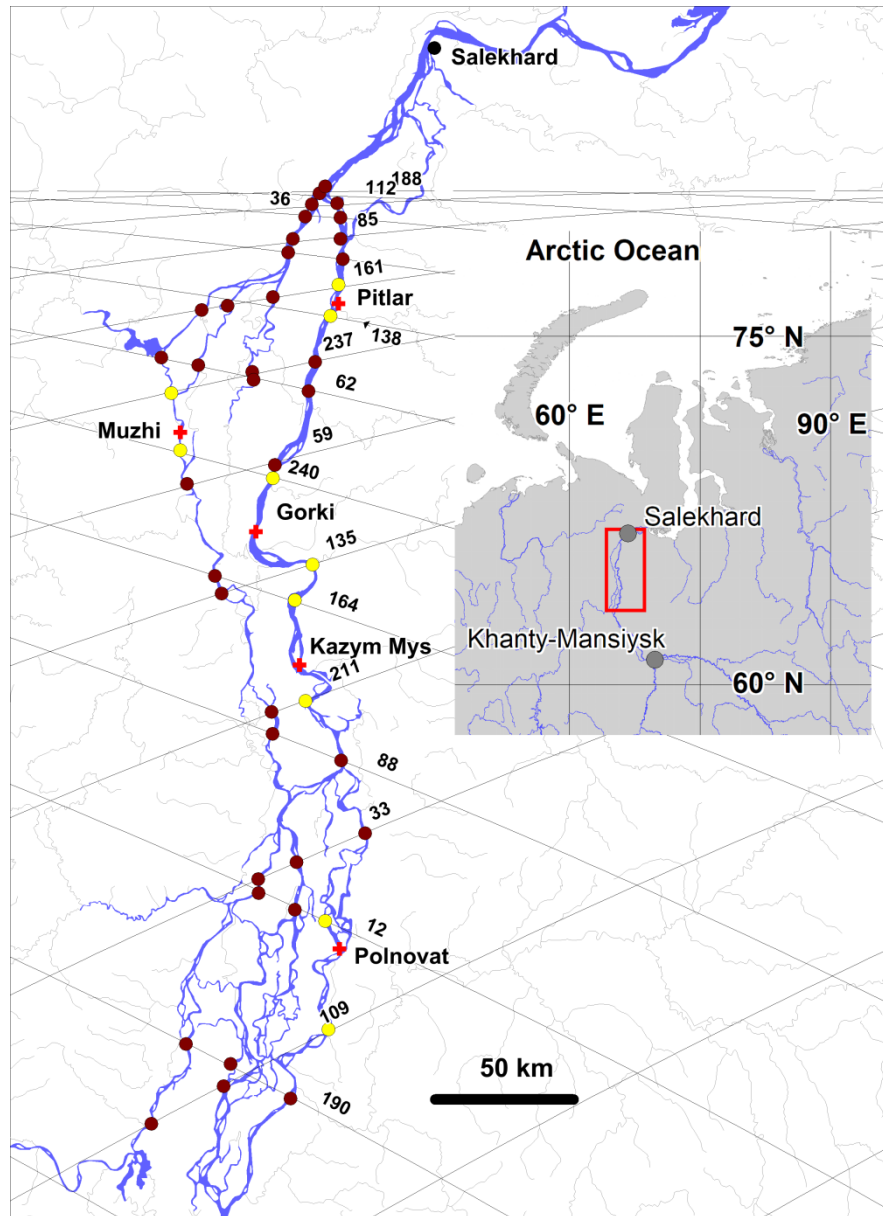 Salekhard
188
112
36
85
161
Pitlar
138
237
62
Muzhi
59
240
Gorki
135
164
Kazym Mys
211
88
33
12
Polnovat
109
50 km
190
Arctic Ocean
75° N
60° E
90° E
Salekhard
Khanty-Mansiysk
60° N